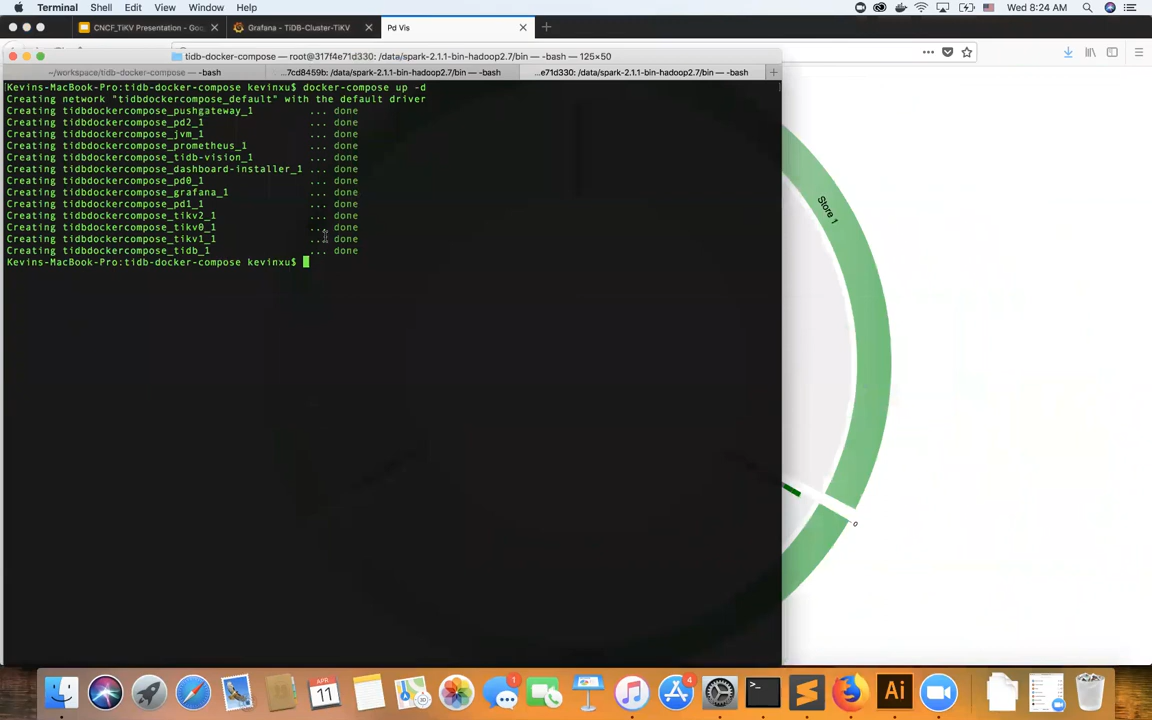 Terminal Shell Edit View Window Help
Wed 8:24 AM
CNCF_TiKV Presentation - Goo
Grafana - TiDB-Cluster-TiKV
Pd Vis
tidb-docker-compose — root@317f4e71d330: /data/spark-2.1.1-bin-hadoop2.7/bin — -bash — 125×50
~/workspace/tidb-docker-compose — -bash
...7cd8459b: /data/spark-2.1.1-bin-hadoop2.7/bin — -bash
...e71d330: /data/spark-2.1.1-bin-hadoop2.7/bin — -bash
[Kevins-MacBook-Pro:tidb-docker-compose kevinxu$ docker-compose up -d
Creating network "tidbdockercompose_default" with the default driver
Creating tidbdockercompose_pushgateway_1 ... done
Creating tidbdockercompose_pd2_1 ... done
Creating tidbdockercompose_jvm_1 ... done
Creating tidbdockercompose_prometheus_1 ... done
Creating tidbdockercompose_tidb-vision_1 ... done
Creating tidbdockercompose_dashboard-installer_1 ... done
Creating tidbdockercompose_pd0_1 ... done
Creating tidbdockercompose_grafana_1 ... done
Creating tidbdockercompose_pd1_1 ... done
Creating tidbdockercompose_tikv2_1 ... done
Creating tidbdockercompose_tikv0_1 ... done
Creating tidbdockercompose_tikv1_1 ... done
Creating tidbdockercompose_tidb_1 ... done
Kevins-MacBook-Pro:tidb-docker-compose kevinxu$
Store 1
0
APR
11
1
4
Ai